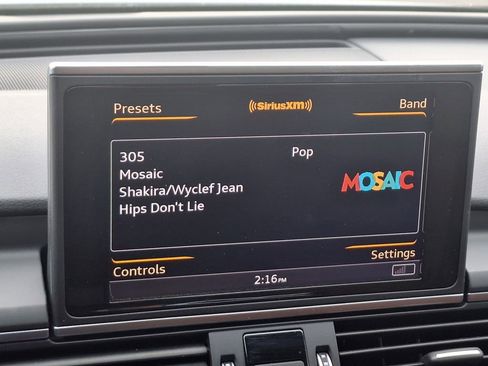 Presets
SiriusXM
Band
305
Pop
Mosaic
Shakira/Wyclef Jean
Hips Don't Lie
MOSAIC
Controls
Settings
2:16PM